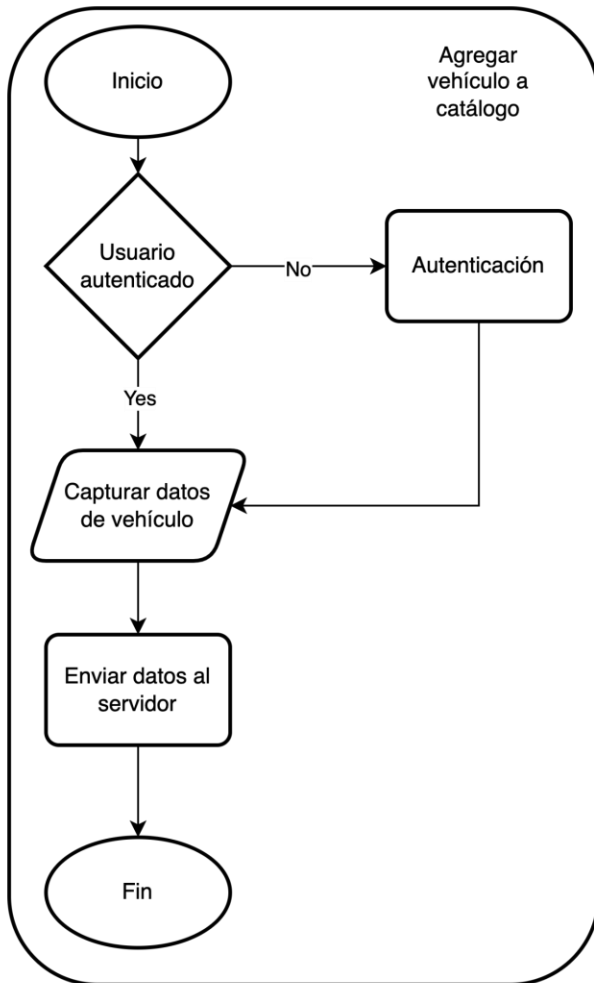 Inicio
Agregar
vehículo a
catálogo
Usuario
autenticado
No
Autenticación
Yes
Capturar datos
de vehículo
Enviar datos al
servidor
Fin